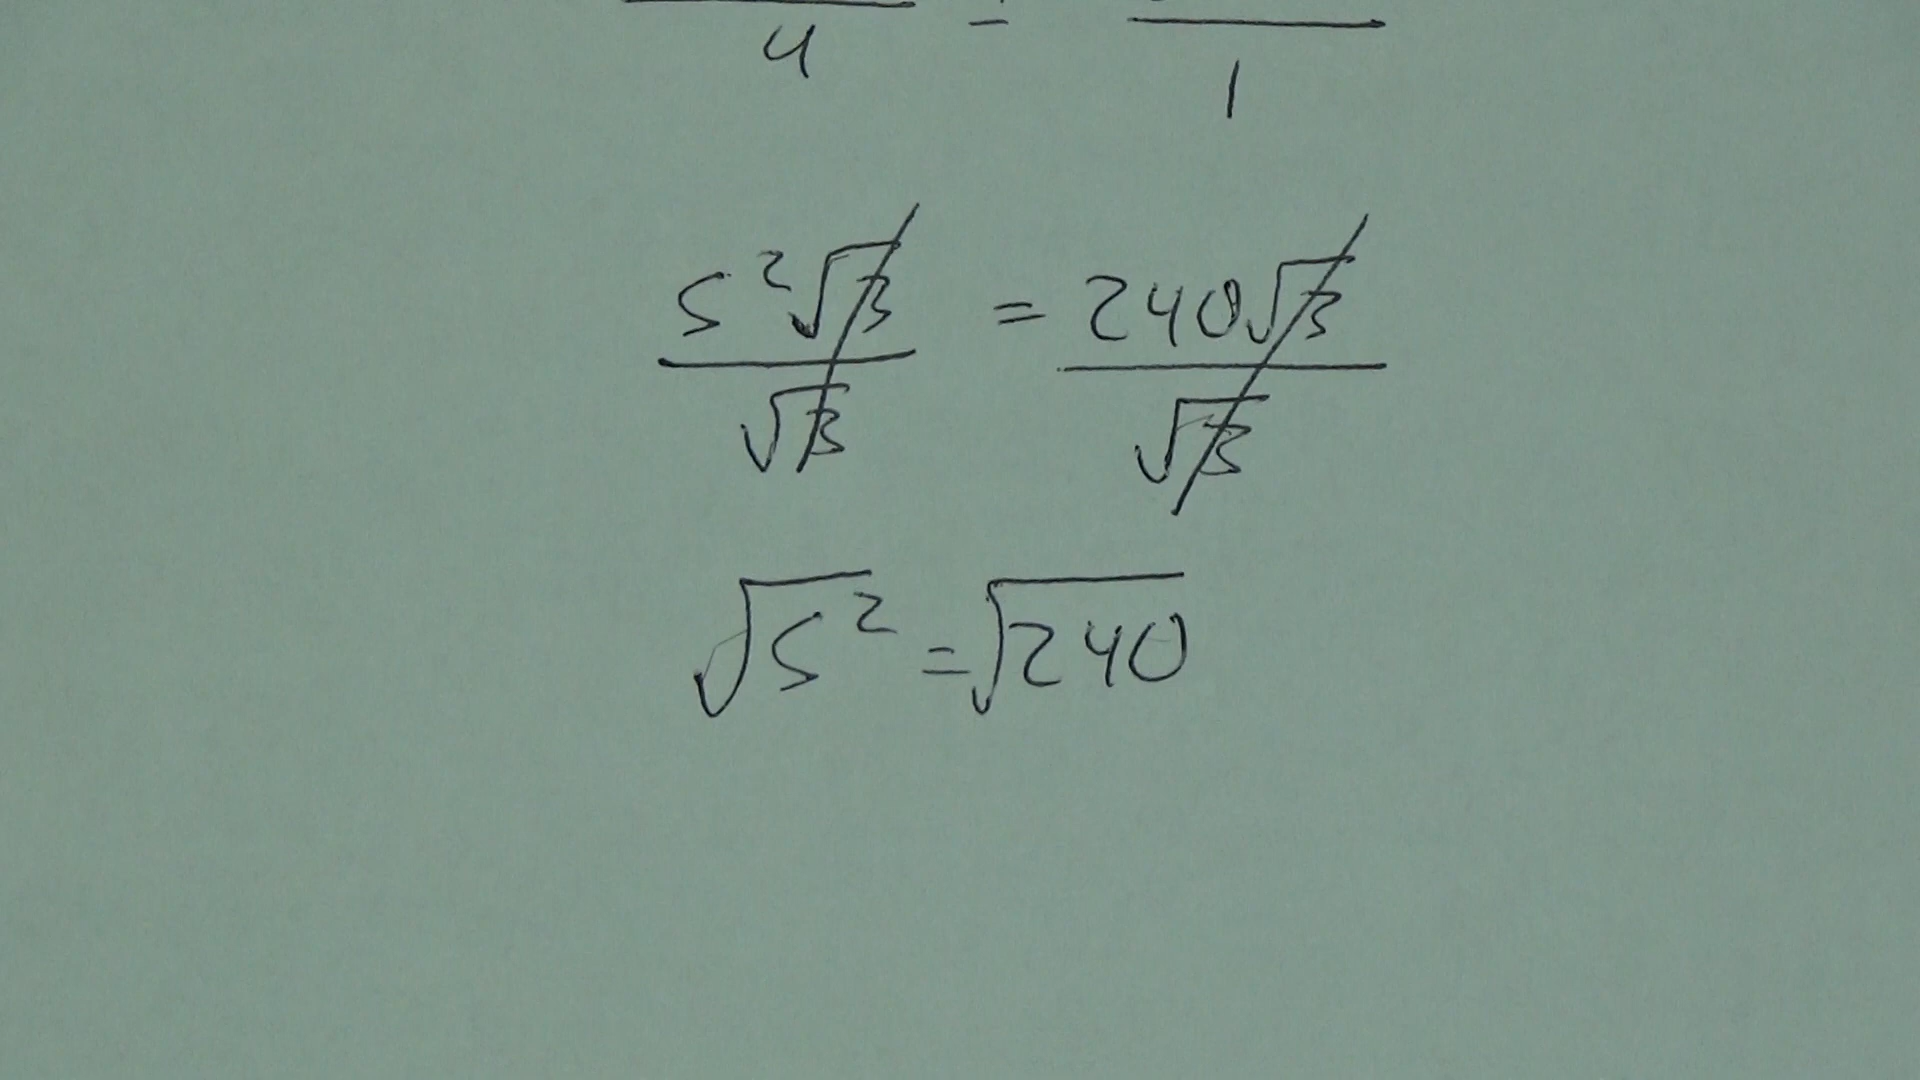 4 = 1
s²√3 / √3 = 240√3 / √3
√s² = √240